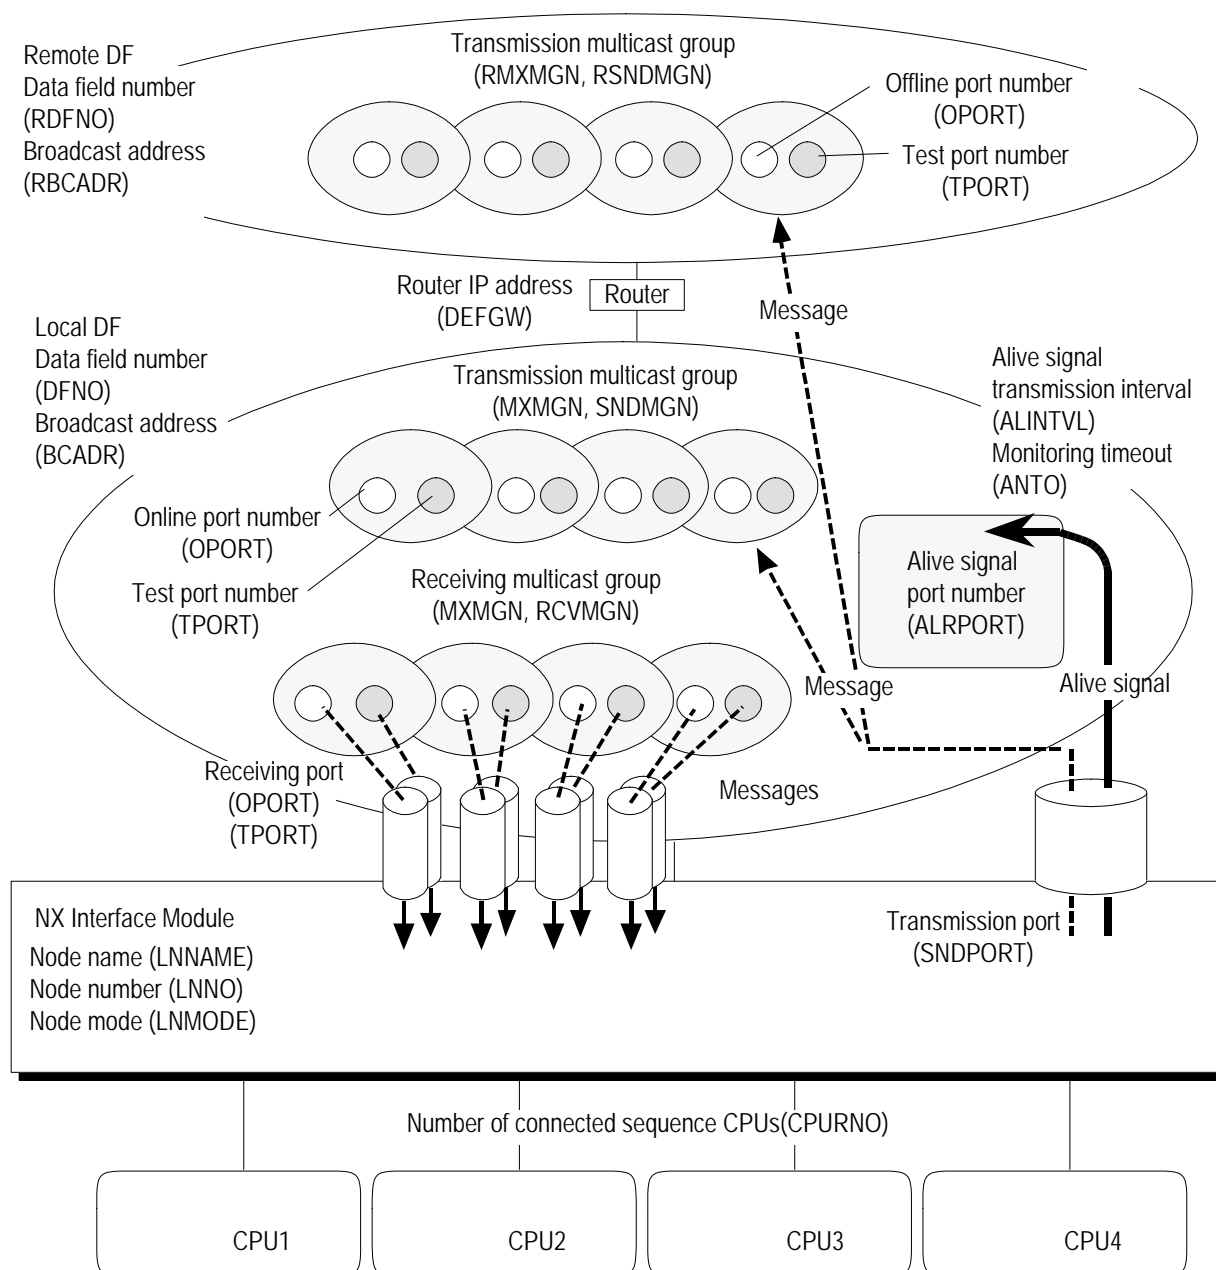 Remote DF
Data field number
(RDFNO)
Broadcast address
(RBCADR)
Transmission multicast group
(RMXMGN, RSNDMGN)
Offline port number
(OPORT)
Test port number
(TPORT)
Router IP address
(DEFGW)
Router
Message
Local DF
Data field number
(DFNO)
Broadcast address
(BCADR)
Transmission multicast group
(MXMGN, SNDMGN)
Alive signal
transmission interval
(ALINTVL)
Monitoring timeout
(ANTO)
Online port number
(OPORT)
Test port number
(TPORT)
Receiving multicast group
(MXMGN, RCVMGN)
Alive signal
port number
(ALRPORT)
Message
Alive signal
Receiving port
(OPORT)
(TPORT)
Messages
NX Interface Module
Node name (LNNAME)
Node number (LNNO)
Node mode (LNMODE)
Transmission port
(SNDPORT)
Number of connected sequence CPUs(CPURNO)
CPU1
CPU2
CPU3
CPU4